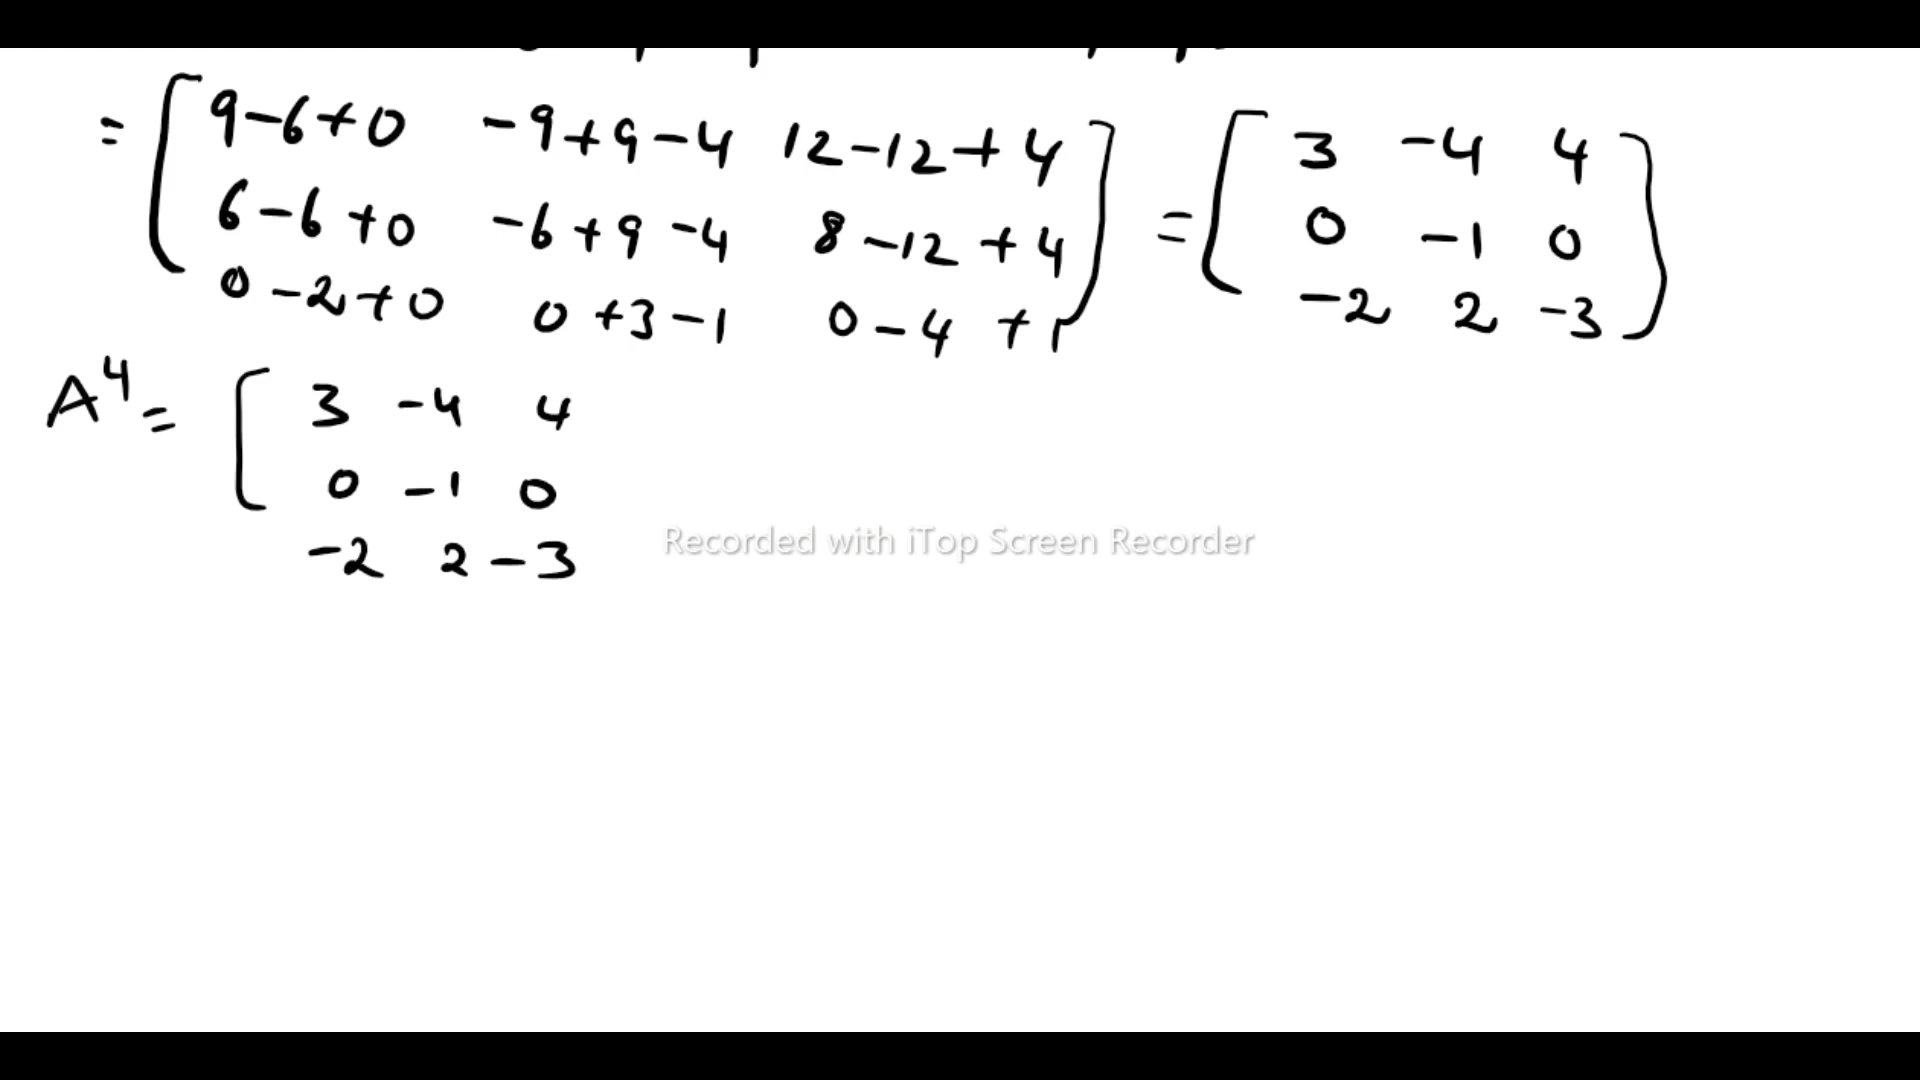 = [ 9-6+0 -9+9-4 12-12+4 ] = [ 3 -4 4 ]
6-6+0 -6+9-4 8-12+4 0 -1 0
0-2+0 0+3-1 0-4+1 -2 2 -3
A⁴ = [ 3 -4 4
0 -1 0
-2 2 -3
Recorded with iTop Screen Recorder